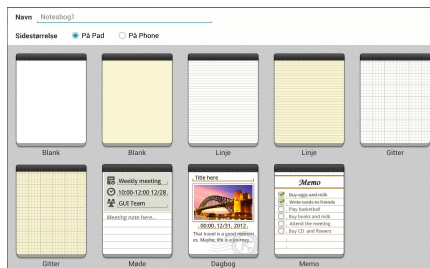 Navn Notesbog1
Sidestørrelse På Pad På Phone
Blank
Blank
Linje
Linje
Gitter
Gitter
Weekly meeting
10:00-12:00 12/28
GUI Team
Meeting note here...
Møde
Title here
00:00, 12/31, 2012
That travel is a good memori
es. Maybe, life is a journey.
Dagbog
Memo
Buy eggs and milk
Write cards to friends
Play basketball
Buy books and milk
Attend the meeting
Buy CD and flowers
Memo